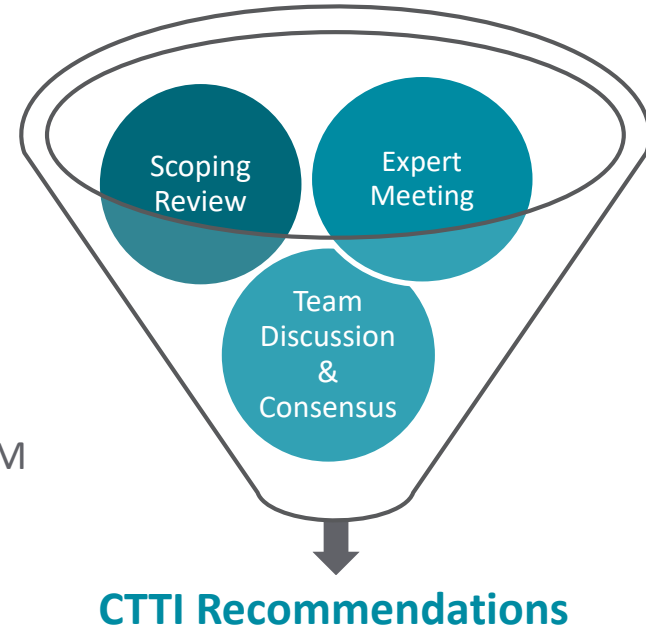 Scoping
Review
Expert
Meeting
Team
Discussion
&
Consensus
M
CTTI Recommendations